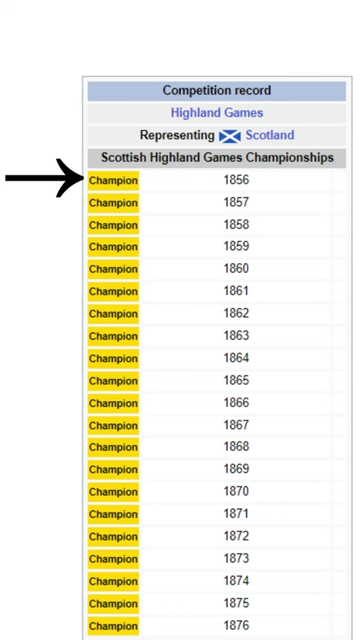 Competition record
Highland Games
Representing Scotland
Scottish Highland Games Championships
Champion 1856
Champion 1857
Champion 1858
Champion 1859
Champion 1860
Champion 1861
Champion 1862
Champion 1863
Champion 1864
Champion 1865
Champion 1866
Champion 1867
Champion 1868
Champion 1869
Champion 1870
Champion 1871
Champion 1872
Champion 1873
Champion 1874
Champion 1875
Champion 1876